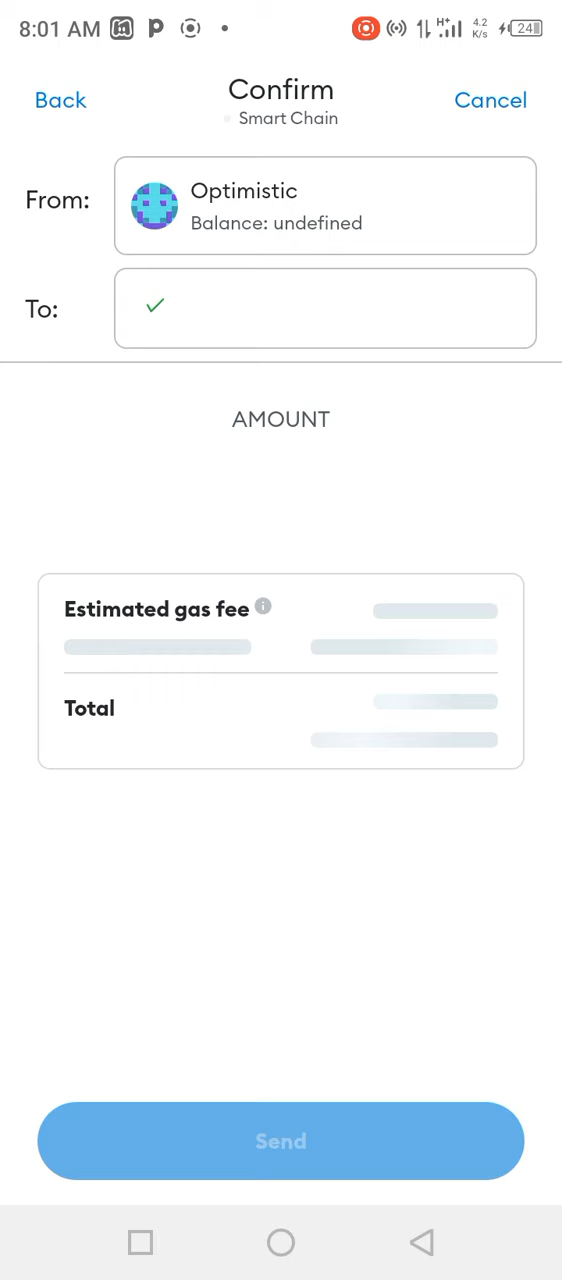 8:01 AM
4.2 K/s
24
Back
Confirm
Cancel
Smart Chain
From:
Optimistic
Balance: undefined
To:
AMOUNT
Estimated gas fee
Total
Send